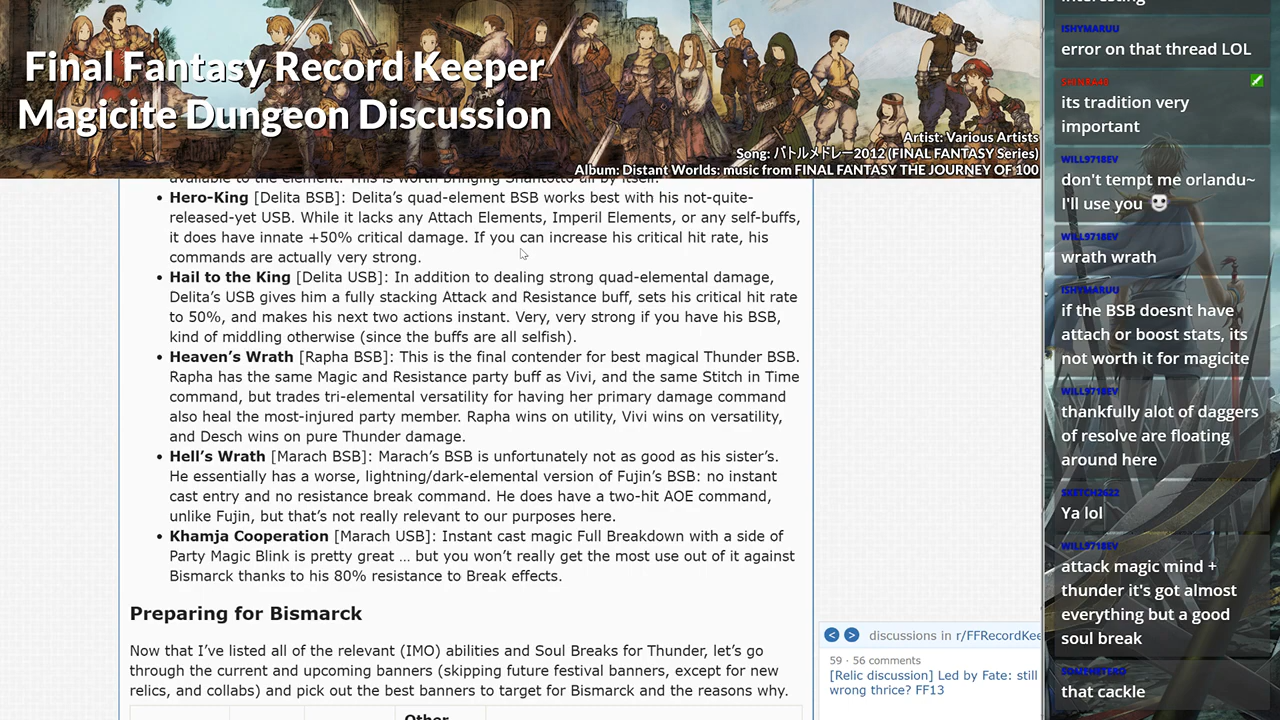 Final Fantasy Record Keeper
Magicite Dungeon Discussion
Artist: Various Artists
Song: バトルメドレー2012 (FINAL FANTASY Series)
Album: Distant Worlds: music from FINAL FANTASY THE JOURNEY OF 100
available to the element. This is worth bringing Shantotto all by itself.
• Hero-King [Delita BSB]: Delita’s quad-element BSB works best with his not-quite-
released-yet USB. While it lacks any Attach Elements, Imperil Elements, or any self-buffs,
it does have innate +50% critical damage. If you can increase his critical hit rate, his
commands are actually very strong.
• Hail to the King [Delita USB]: In addition to dealing strong quad-elemental damage,
Delita’s USB gives him a fully stacking Attack and Resistance buff, sets his critical hit rate
to 50%, and makes his next two actions instant. Very, very strong if you have his BSB,
kind of middling otherwise (since the buffs are all selfish).
• Heaven’s Wrath [Rapha BSB]: This is the final contender for best magical Thunder BSB.
Rapha has the same Magic and Resistance party buff as Vivi, and the same Stitch in Time
command, but trades tri-elemental versatility for having her primary damage command
also heal the most-injured party member. Rapha wins on utility, Vivi wins on versatility,
and Desch wins on pure Thunder damage.
• Hell’s Wrath [Marach BSB]: Marach’s BSB is unfortunately not as good as his sister’s.
He essentially has a worse, lightning/dark-elemental version of Fujin’s BSB: no instant
cast entry and no resistance break command. He does have a two-hit AOE command,
unlike Fujin, but that’s not really relevant to our purposes here.
• Khamja Cooperation [Marach USB]: Instant cast magic Full Breakdown with a side of
Party Magic Blink is pretty great … but you won’t really get the most use out of it against
Bismarck thanks to his 80% resistance to Break effects.
Preparing for Bismarck
Now that I’ve listed all of the relevant (IMO) abilities and Soul Breaks for Thunder, let’s go
through the current and upcoming banners (skipping future festival banners, except for new
relics, and collabs) and pick out the best banners to target for Bismarck and the reasons why.
Other
< > discussions in r/FFRecordKee
59 · 56 comments
[Relic discussion] Led by Fate: still
wrong thrice? FF13
interesting
ISHYMARUU
error on that thread LOL
its tradition very
important
WILL9718EV
don't tempt me orlandu~
I'll use you
WILL9718EV
wrath wrath
ISHYMARUU
if the BSB doesnt have
attach or boost stats, its
not worth it for magicite
WILL9718EV
thankfully alot of daggers
of resolve are floating
around here
SKETCH2622
Ya lol
WILL9718EV
attack magic mind +
thunder it's got almost
everything but a good
soul break
that cackle